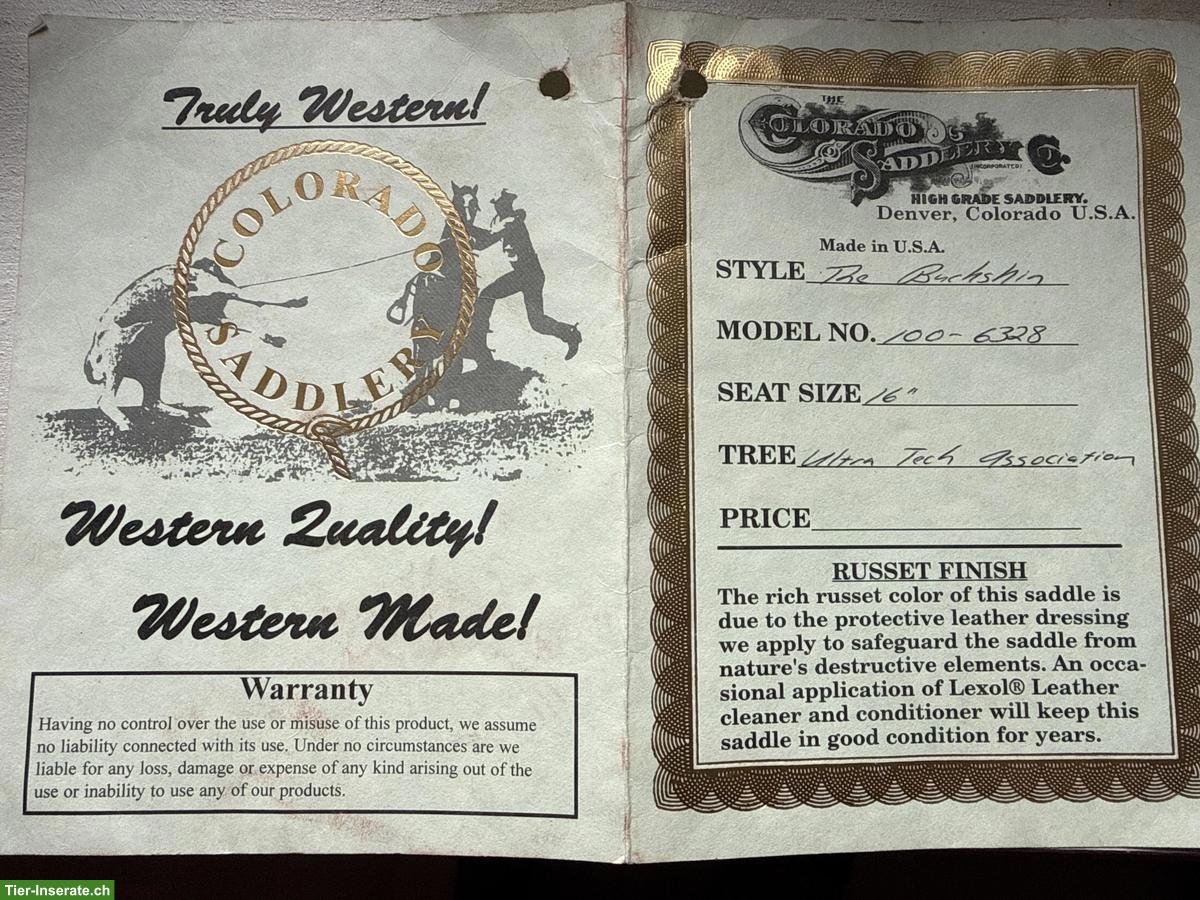 Truly Western!
COLORADO
SADDLERY
Western Quality!
Western Made!
Warranty
Having no control over the use or misuse of this product, we assume
no liability connected with its use. Under no circumstances are we
liable for any loss, damage or expense of any kind arising out of the
use or inability to use any of our products.
THE
COLORADO
SADDLERY Co.
(INCORPORATED)
HIGH GRADE SADDLERY.
Denver, Colorado U.S.A.
Made in U.S.A.
STYLE The Buckskin
MODEL NO. 100-6328
SEAT SIZE 16"
TREE Ultra Tech Association
PRICE
RUSSET FINISH
The rich russet color of this saddle is
due to the protective leather dressing
we apply to safeguard the saddle from
nature's destructive elements. An occa-
sional application of Lexol® Leather
cleaner and conditioner will keep this
saddle in good condition for years.
Tier-Inserate.ch